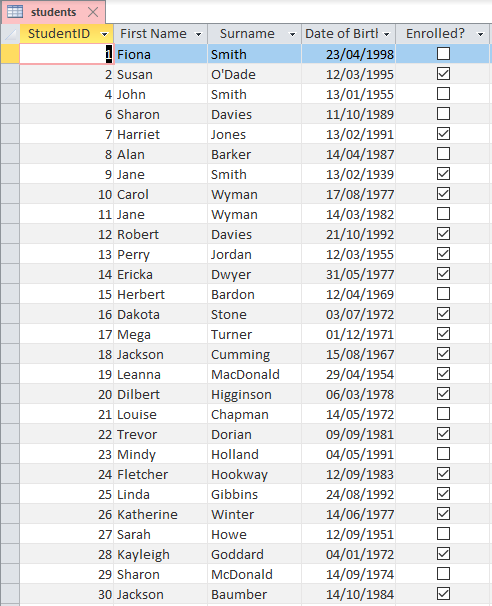 students
StudentID First Name Surname Date of Birth Enrolled?
1 Fiona Smith 23/04/1998
2 Susan O'Dade 12/03/1995
4 John Smith 13/01/1955
6 Sharon Davies 11/10/1989
7 Harriet Jones 13/02/1991
8 Alan Barker 14/04/1987
9 Jane Smith 13/02/1939
10 Carol Wyman 17/08/1977
11 Jane Wyman 14/03/1982
12 Robert Davies 21/10/1992
13 Perry Jordan 12/03/1955
14 Ericka Dwyer 31/05/1977
15 Herbert Bardon 12/04/1969
16 Dakota Stone 03/07/1972
17 Mega Turner 01/12/1971
18 Jackson Cumming 15/08/1967
19 Leanna MacDonald 29/04/1954
20 Dilbert Higginson 06/03/1978
21 Louise Chapman 14/05/1972
22 Trevor Dorian 09/09/1981
23 Mindy Holland 04/05/1991
24 Fletcher Hookway 12/09/1983
25 Linda Gibbins 24/08/1992
26 Katherine Winter 14/06/1977
27 Sarah Howe 12/09/1951
28 Kayleigh Goddard 04/01/1972
29 Sharon McDonald 14/09/1974
30 Jackson Baumber 14/10/1984